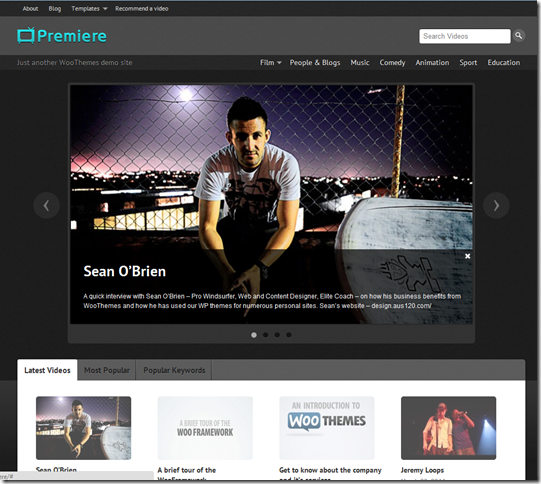 About Blog Templates Recommend a video
Premiere
Search Videos
Just another WooThemes demo site
Film People & Blogs Music Comedy Animation Sport Education
Sean O'Brien
A quick interview with Sean O'Brien – Pro Windsurfer, Web and Content Designer, Elite Coach – on how his business benefits from
WooThemes and how he has used our WP themes for numerous personal sites. Sean's website – design.aus120.com/
Latest Videos Most Popular Popular Keywords
A BRIEF TOUR OF THE
WOO FRAMEWORK
AN INTRODUCTION TO
WOOTHEMES
Sean O'Brien
A brief tour of the
WooFramework
Get to know about the company
and it's services
Jeremy Loops